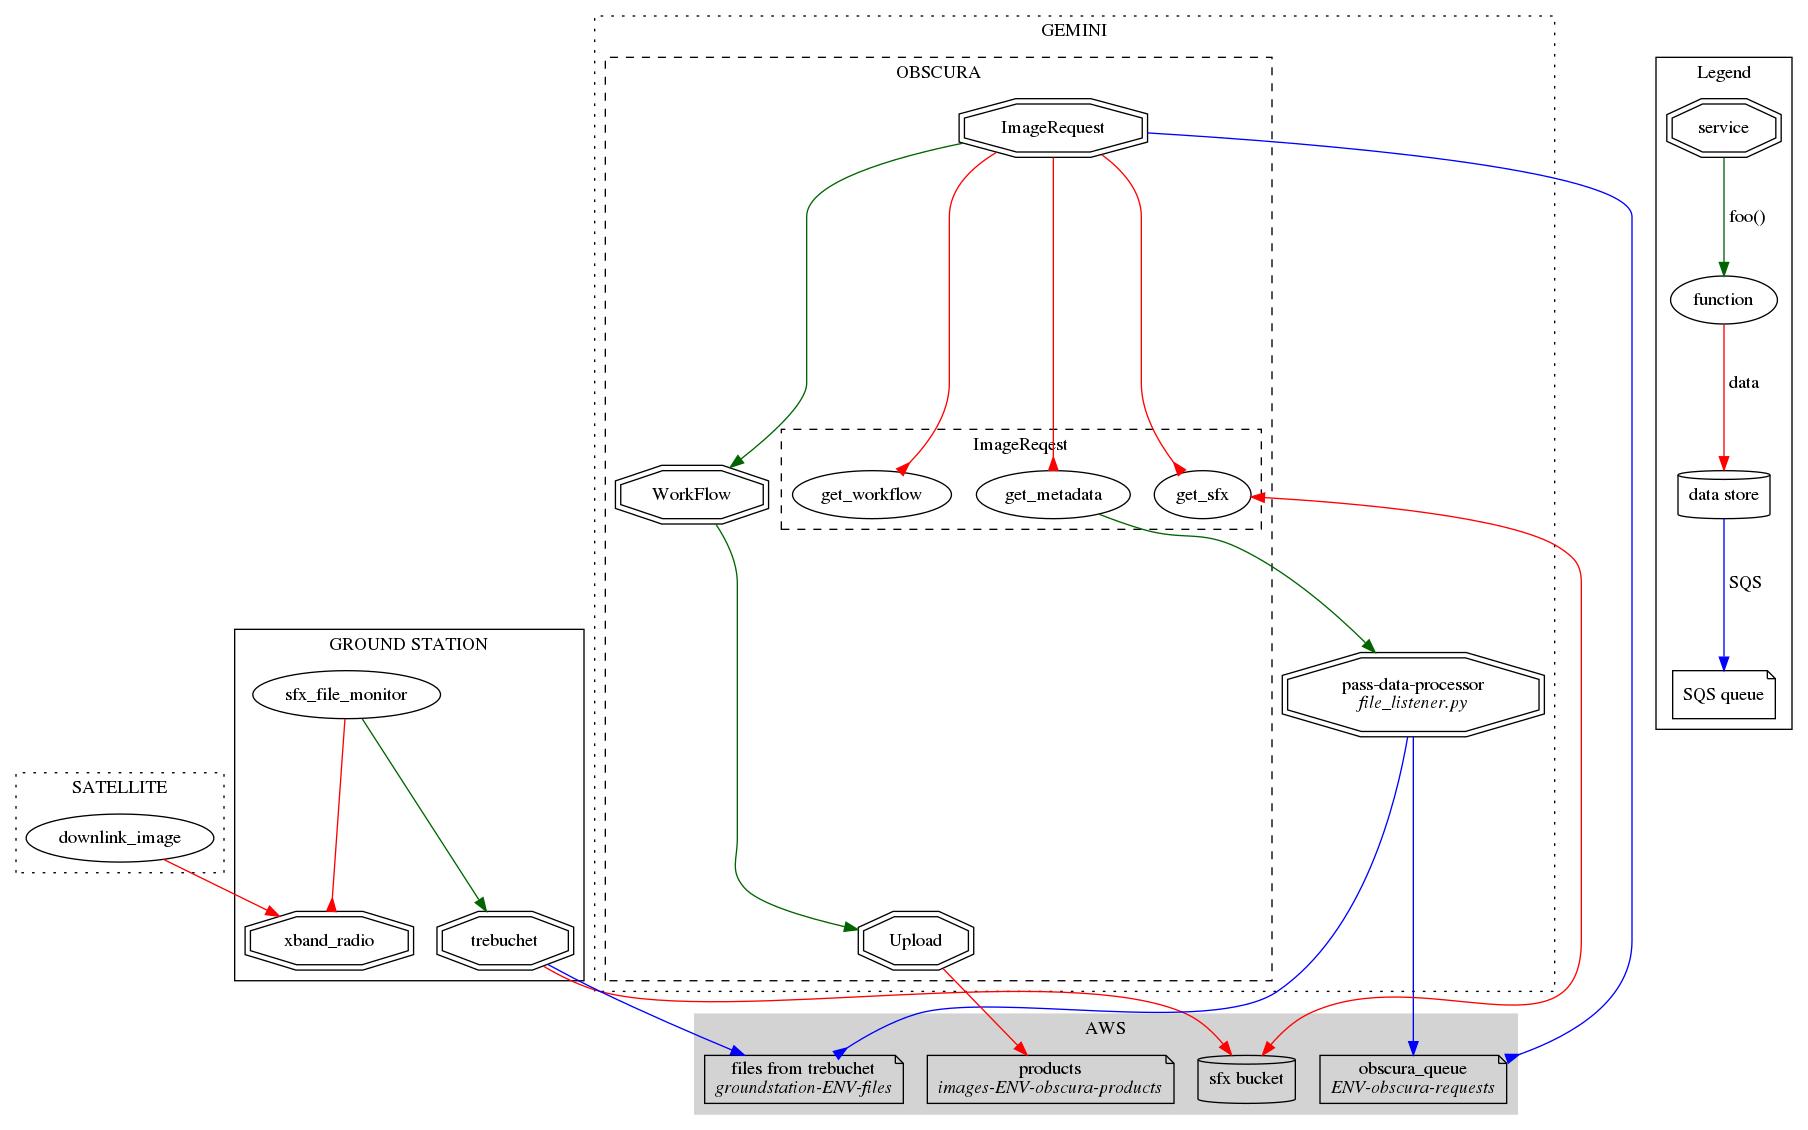 GEMINI
OBSCURA
ImageRequest
WorkFlow
ImageReqest
get_workflow
get_metadata
get_sfx
pass-data-processor
file_listener.py
Upload
GROUND STATION
sfx_file_monitor
xband_radio
trebuchet
SATELLITE
downlink_image
AWS
files from trebuchet
groundstation-ENV-files
products
images-ENV-obscura-products
sfx bucket
obscura_queue
ENV-obscura-requests
Legend
service
foo()
function
data
data store
SQS
SQS queue